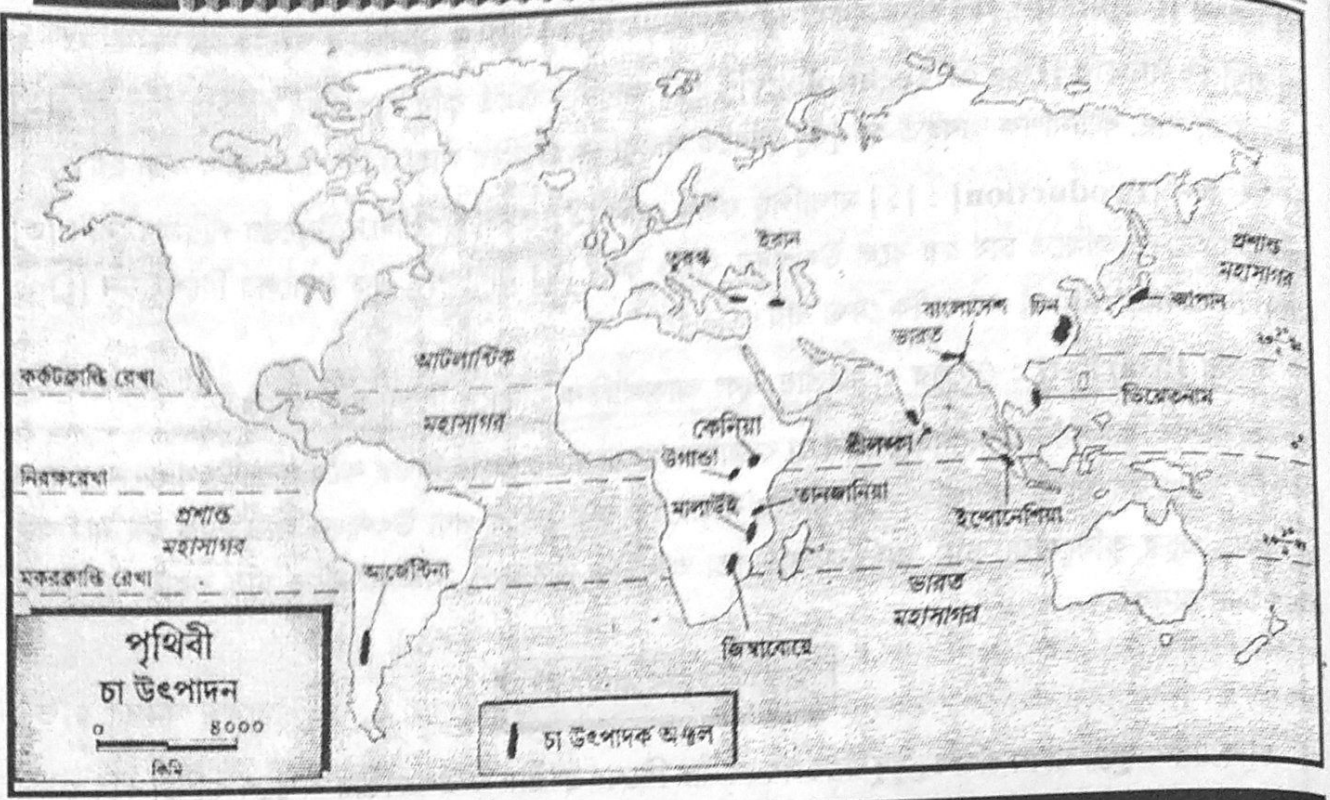 তুরস্ক
ইরান
প্রশান্ত
মহাসাগর
বাংলাদেশ
চিন
জাপান
ভারত
আটলান্টিক
কর্কটক্রান্তি রেখা
ভিয়েতনাম
মহাসাগর
কেনিয়া
শ্রীলঙ্কা
উগান্ডা
নিরক্ষরেখা
তানজানিয়া
মালাউই
ইন্দোনেশিয়া
প্রশান্ত
মহাসাগর
মকরক্রান্তি রেখা
আর্জেন্টিনা
ভারত
মহাসাগর
জিম্বাবোয়ে
পৃথিবী
চা উৎপাদন
০ ৪০০০
কিমি
চা উৎপাদক অঞ্চল